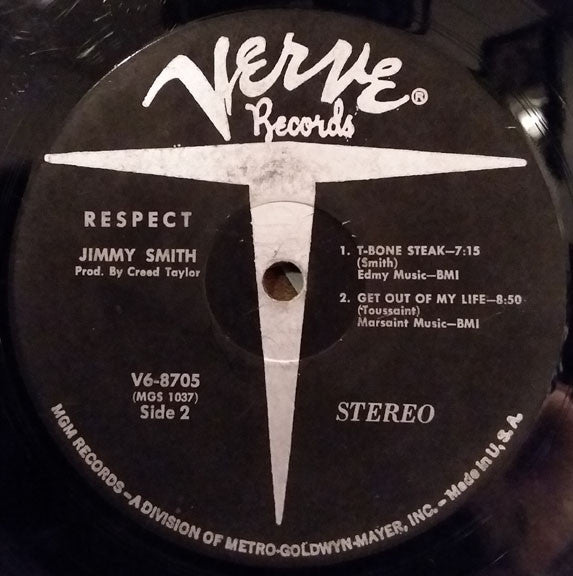 VERVE®
Records
RESPECT
JIMMY SMITH
Prod. By Creed Taylor
1. T-BONE STEAK—7:15
(Smith)
Edmy Music—BMI
2. GET OUT OF MY LIFE—8:50
(Toussaint)
Marsaint Music—BMI
V6-8705
(MGS 1037)
Side 2
STEREO
MGM RECORDS – A DIVISION OF METRO-GOLDWYN-MAYER, INC. – Made in U.S.A.